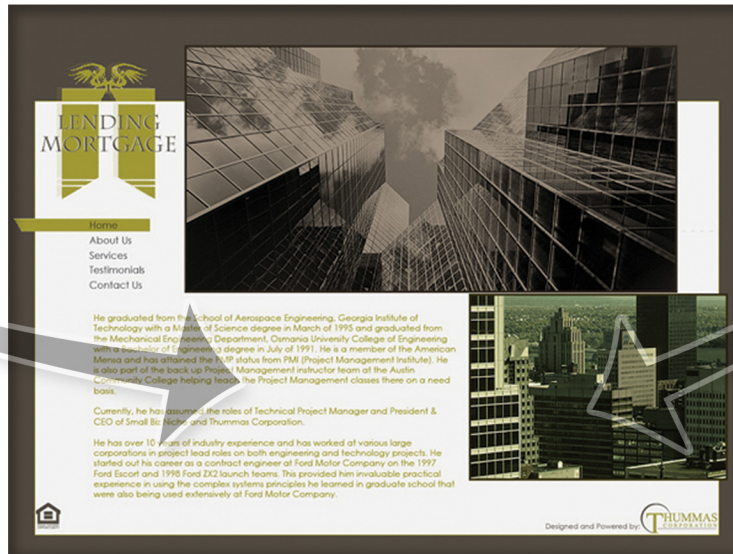 LENDING
MORTGAGE
Home
About Us
Services
Testimonials
Contact Us
He graduated from the School of Aerospace Engineering, Georgia Institute of
Technology with a Master of Science degree in March of 1995 and graduated from
the Mechanical Engineering Department, Osmania University College of Engineering
with a Bachelor of Engineering degree in July of 1991. He is a member of the American
Mensa and has attained the PMP status from PMI (Project Management Institute). He
is also part of the back up Project Management instructor team at the Austin
Community College helping teach the Project Management classes there on a need
basis.
Currently, he has assumed the roles of Technical Project Manager and President &
CEO of Small Biz Niche and Thummas Corporation.
He has over 10 years of industry experience and has worked at various large
corporations in project lead roles on both engineering and technology projects. He
started out his career as a contract engineer at Ford Motor Company on the 1997
Ford Escort and 1998 Ford ZX2 launch teams. This provided him invaluable practical
experience in using the complex systems principles he learned in graduate school that
were also being used extensively at Ford Motor Company.
Designed and Powered by:
THUMMAS
CORPORATION